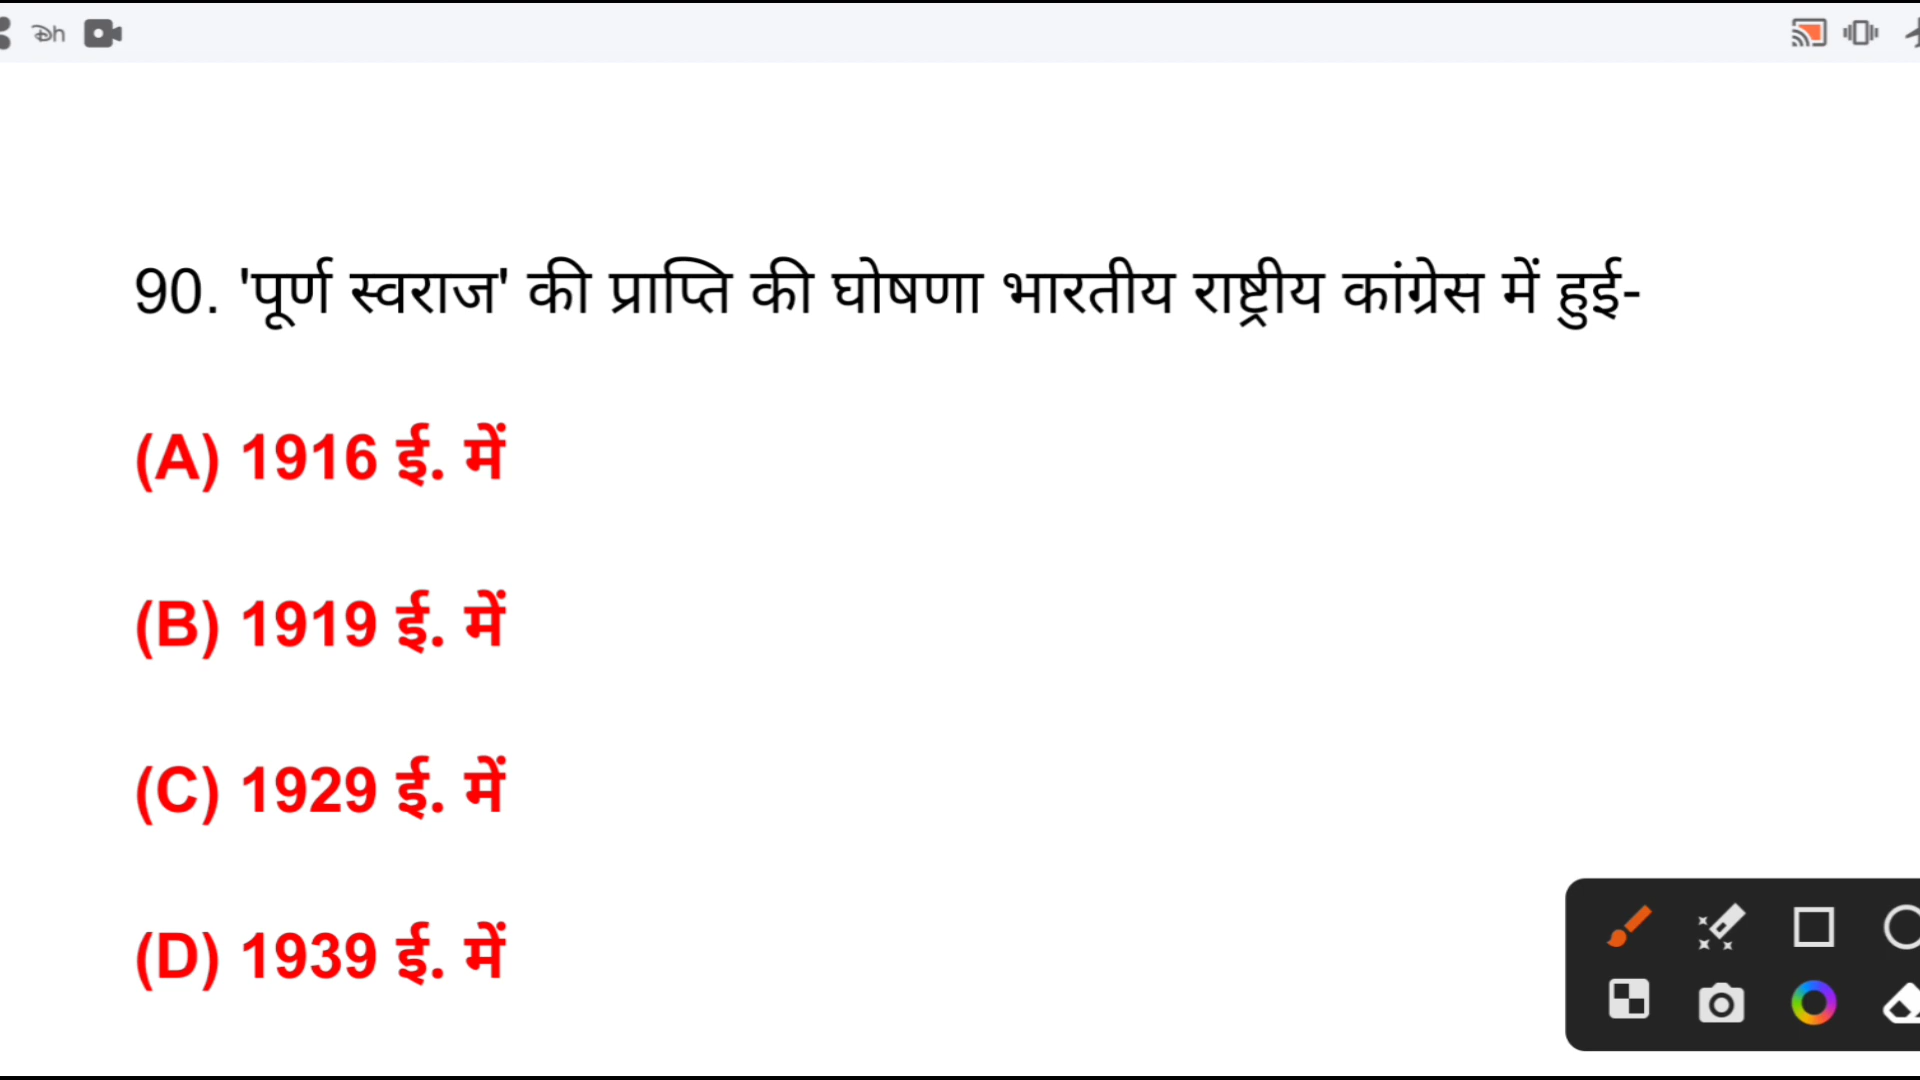 90. 'पूर्ण स्वराज' की प्राप्ति की घोषणा भारतीय राष्ट्रीय कांग्रेस में हुई-
(A) 1916 ई. में
(B) 1919 ई. में
(C) 1929 ई. में
(D) 1939 ई. में